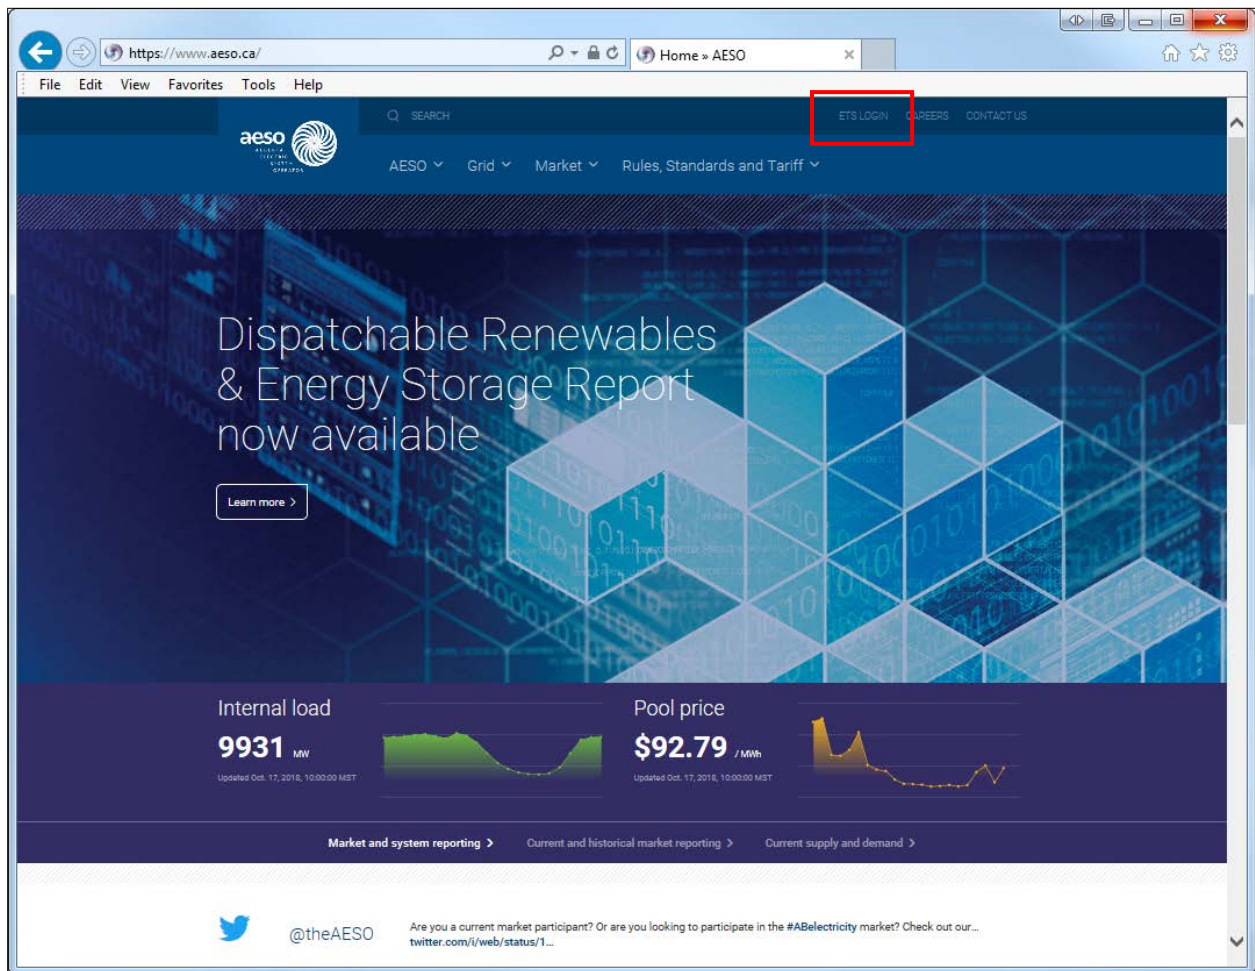 https://www.aeso.ca/
Home » AESO
File Edit View Favorites Tools Help
SEARCH
ETS LOGIN CAREERS CONTACT US
aeso
ALBERTA
ELECTRIC
SYSTEM
OPERATOR
AESO Grid Market Rules, Standards and Tariff
Dispatchable Renewables
& Energy Storage Report
now available
Learn more >
Internal load
9931 MW
Updated Oct. 17, 2018, 10:00:00 MST
Pool price
$92.79 / MWh
Updated Oct. 17, 2018, 10:00:00 MST
Market and system reporting > Current and historical market reporting > Current supply and demand >
@theAESO
Are you a current market participant? Or are you looking to participate in the #ABelectricity market? Check out our...
twitter.com/i/web/status/1...